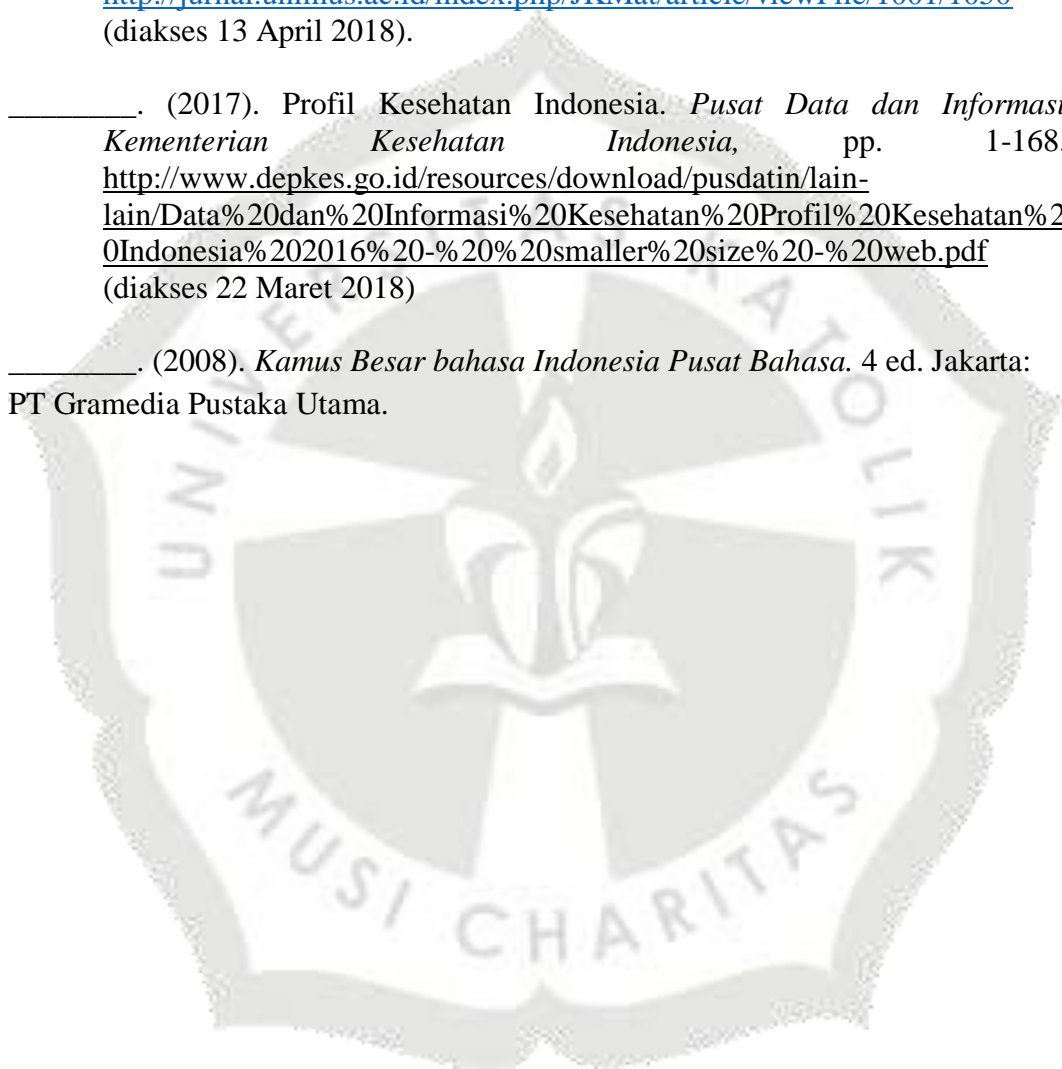 (diakses 13 April 2018).
________. (2017). Profil Kesehatan Indonesia. Pusat Data dan Informasi
Kementerian Kesehatan Indonesia, pp. 1-168.
http://www.depkes.go.id/resources/download/pusdatin/lain-
lain/Data%20dan%20Informasi%20Kesehatan%20Profil%20Kesehatan%2
0Indonesia%202016%20-%20%20smaller%20size%20-%20web.pdf
(diakses 22 Maret 2018)
________. (2008). Kamus Besar bahasa Indonesia Pusat Bahasa. 4 ed. Jakarta:
PT Gramedia Pustaka Utama.
UNIVERSITAS KATOLIK
MUSI CHARITAS